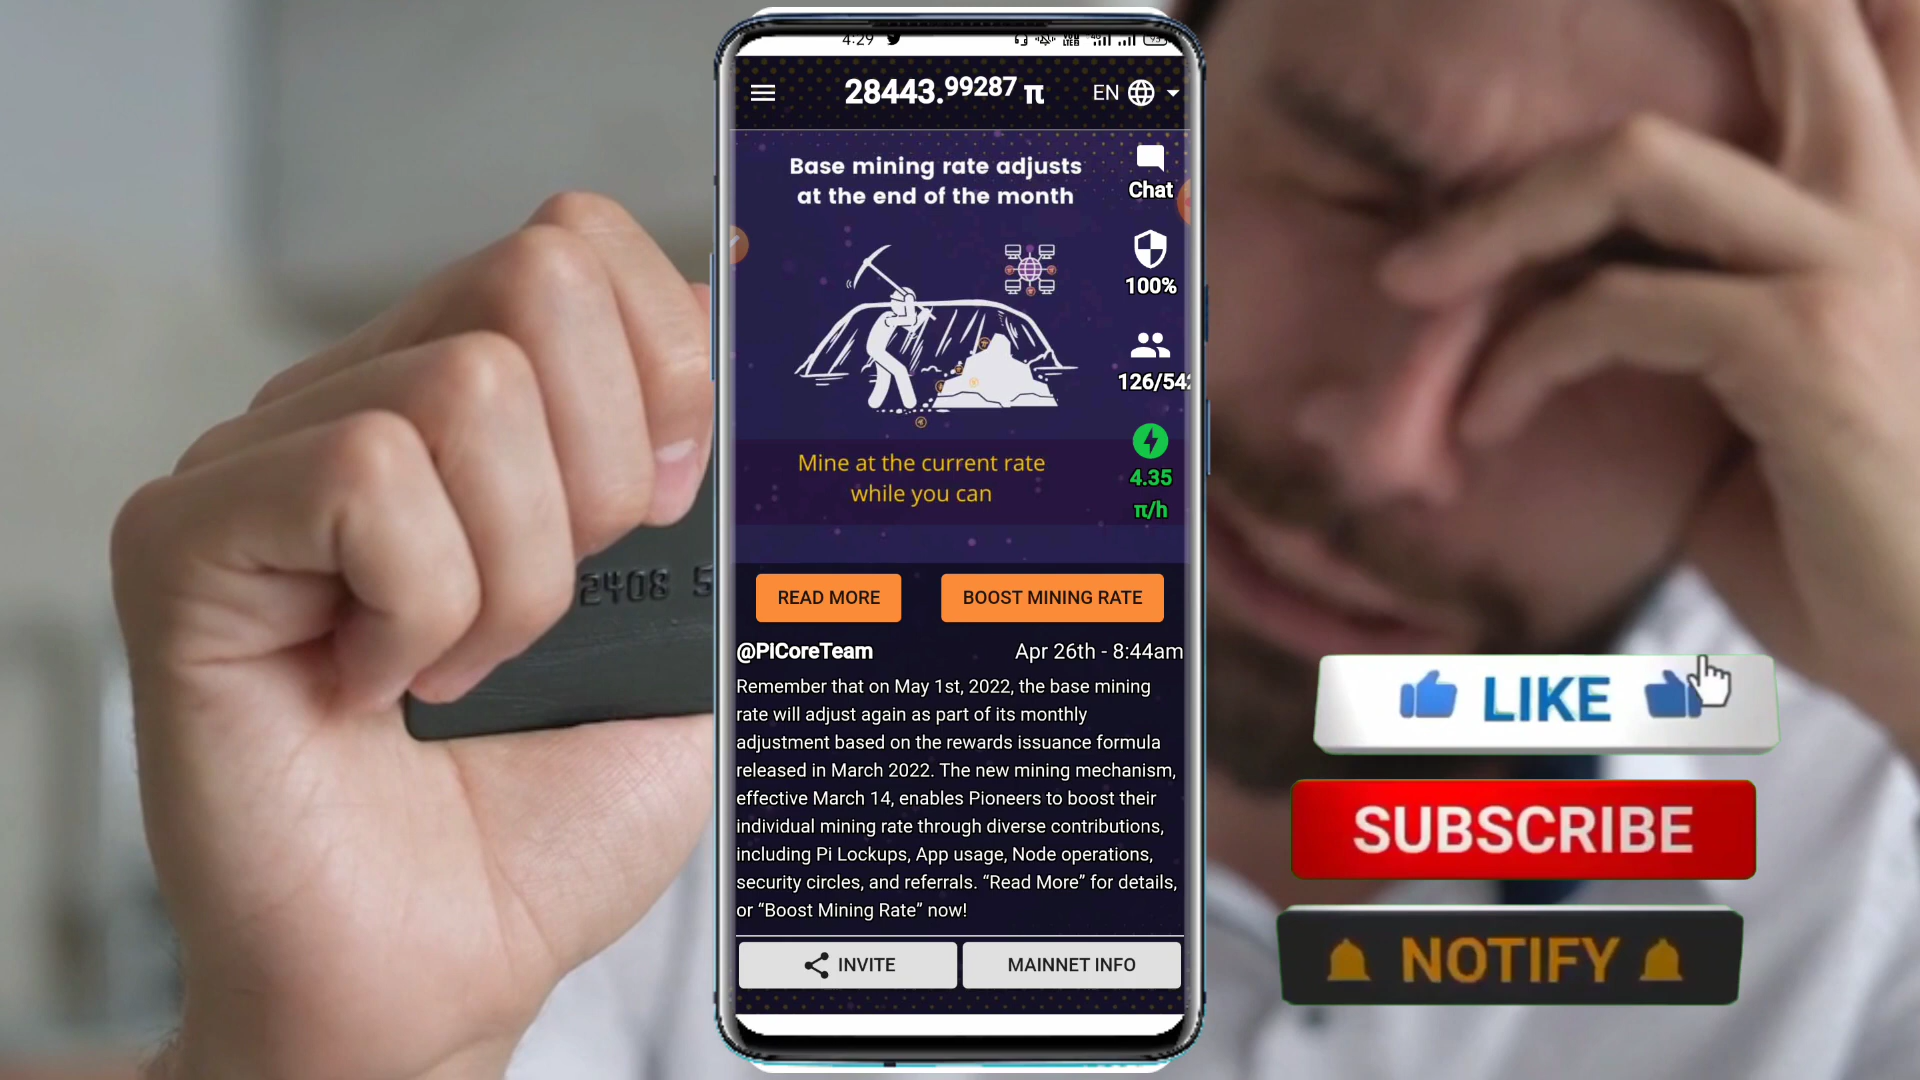 4:29
28443.99287 π
EN
Base mining rate adjusts
at the end of the month
Chat
100%
126/542
4.35
π/h
Mine at the current rate
while you can
READ MORE
BOOST MINING RATE
@PiCoreTeam
Apr 26th - 8:44am
Remember that on May 1st, 2022, the base mining
rate will adjust again as part of its monthly
adjustment based on the rewards issuance formula
released in March 2022. The new mining mechanism,
effective March 14, enables Pioneers to boost their
individual mining rate through diverse contributions,
including Pi Lockups, App usage, Node operations,
security circles, and referrals. “Read More” for details,
or “Boost Mining Rate” now!
INVITE
MAINNET INFO
2408 5
LIKE
SUBSCRIBE
NOTIFY